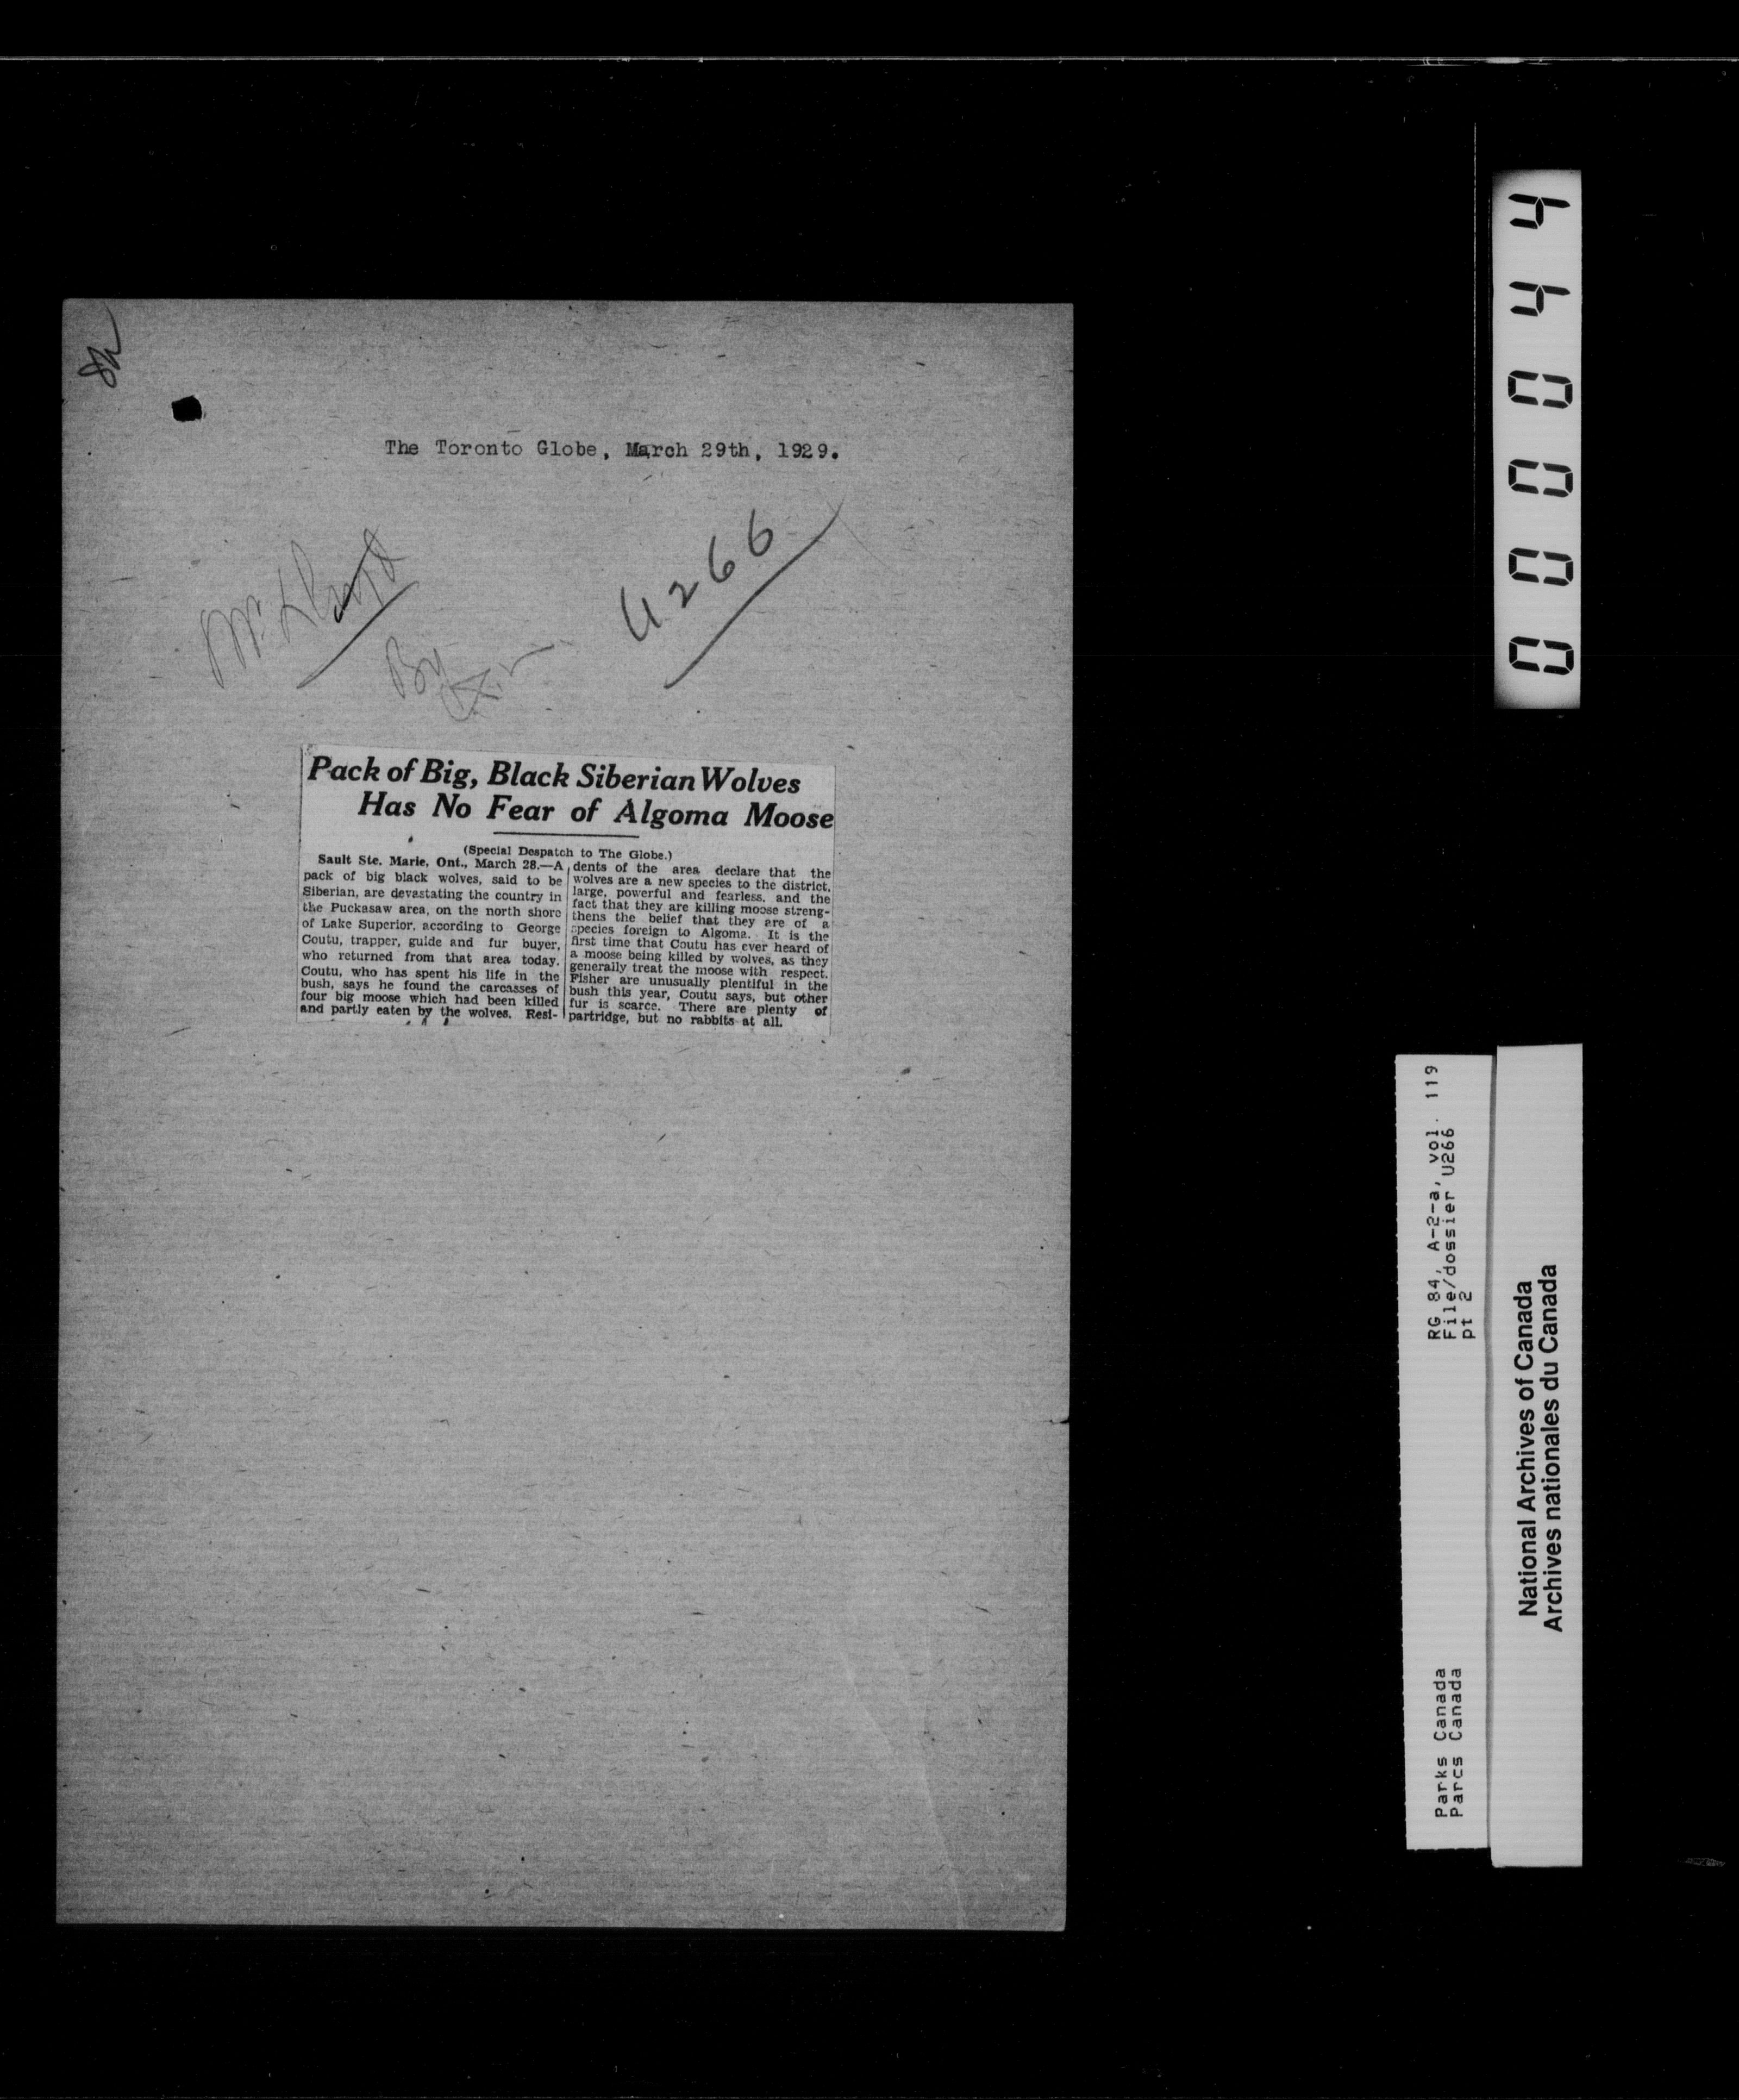 The Toronto Globe, March 29th, 1929.
Mr. Lloyd
U266
By
Pack of Big, Black Siberian Wolves
Has No Fear of Algoma Moose
(Special Despatch to The Globe.)
Sault Ste. Marie, Ont., March 28.—A
pack of big black wolves, said to be
Siberian, are devastating the country in
the Puckasaw area, on the north shore
of Lake Superior, according to George
Coutu, trapper, guide and fur buyer,
who returned from that area today.
Coutu, who has spent his life in the
bush, says he found the carcasses of
four big moose which had been killed
and partly eaten by the wolves. Resi-
dents of the area declare that the
wolves are a new species to the district,
large, powerful and fearless, and the
fact that they are killing moose streng-
thens the belief that they are of a
species foreign to Algoma. It is the
first time that Coutu has ever heard of
a moose being killed by wolves, as they
generally treat the moose with respect.
Fisher are unusually plentiful in the
bush this year, Coutu says, but other
fur is scarce. There are plenty of
partridge, but no rabbits at all.
000044
RG 84, A-2-a, vol. 119
File/dossier U266
pt 2
Parks Canada
Parcs Canada
National Archives of Canada
Archives nationales du Canada